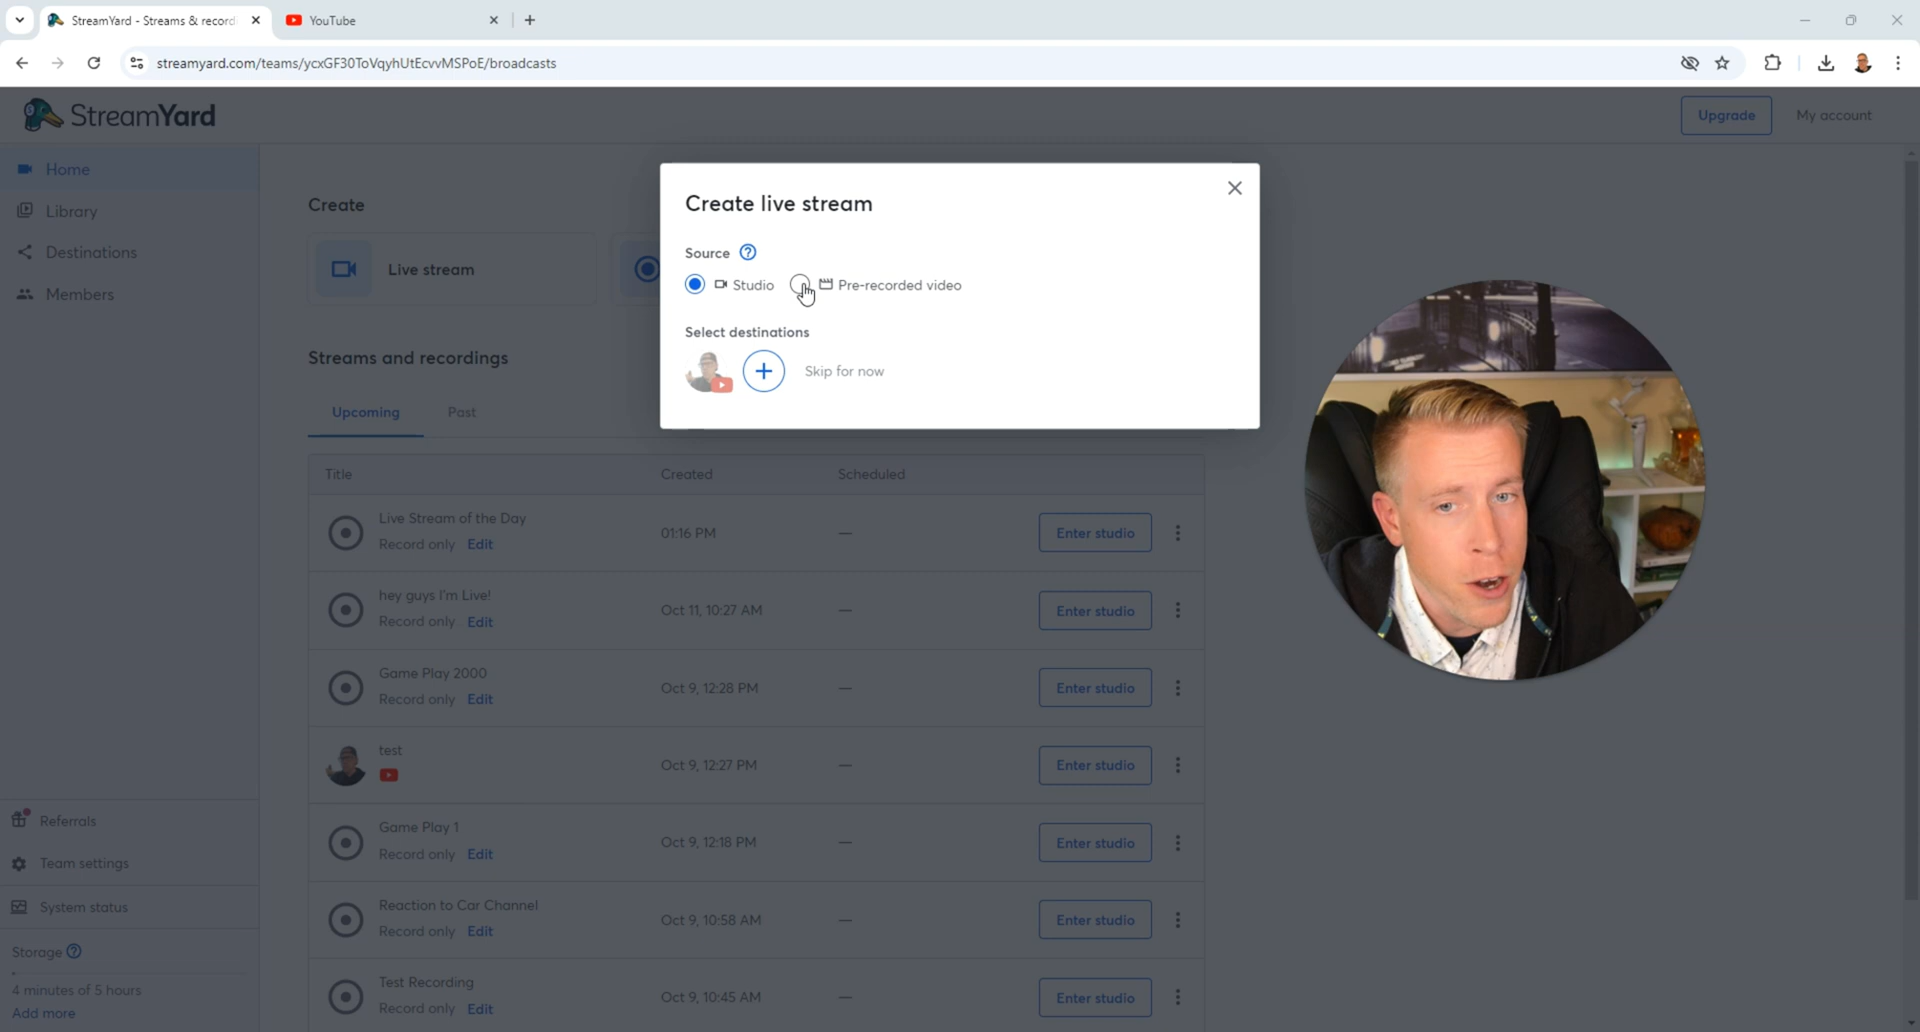 StreamYard - Streams & record
YouTube
streamyard.com/teams/ycxGF30ToVqyhUtEcvvMSPoE/broadcasts
StreamYard
Upgrade
My account
Home
Library
Destinations
Members
Create
Live stream
Create live stream
Source
Studio
Pre-recorded video
Select destinations
Skip for now
Streams and recordings
Upcoming
Past
Title Created Scheduled
Live Stream of the Day
Record only Edit
01:16 PM
—
Enter studio
hey guys I'm Live!
Record only Edit
Oct 11, 10:27 AM
—
Enter studio
Game Play 2000
Record only Edit
Oct 9, 12:28 PM
—
Enter studio
test
Oct 9, 12:27 PM
—
Enter studio
Game Play 1
Record only Edit
Oct 9, 12:18 PM
—
Enter studio
Reaction to Car Channel
Record only Edit
Oct 9, 10:58 AM
—
Enter studio
Test Recording
Record only Edit
Oct 9, 10:45 AM
—
Enter studio
Referrals
Team settings
System status
Storage
4 minutes of 5 hours
Add more